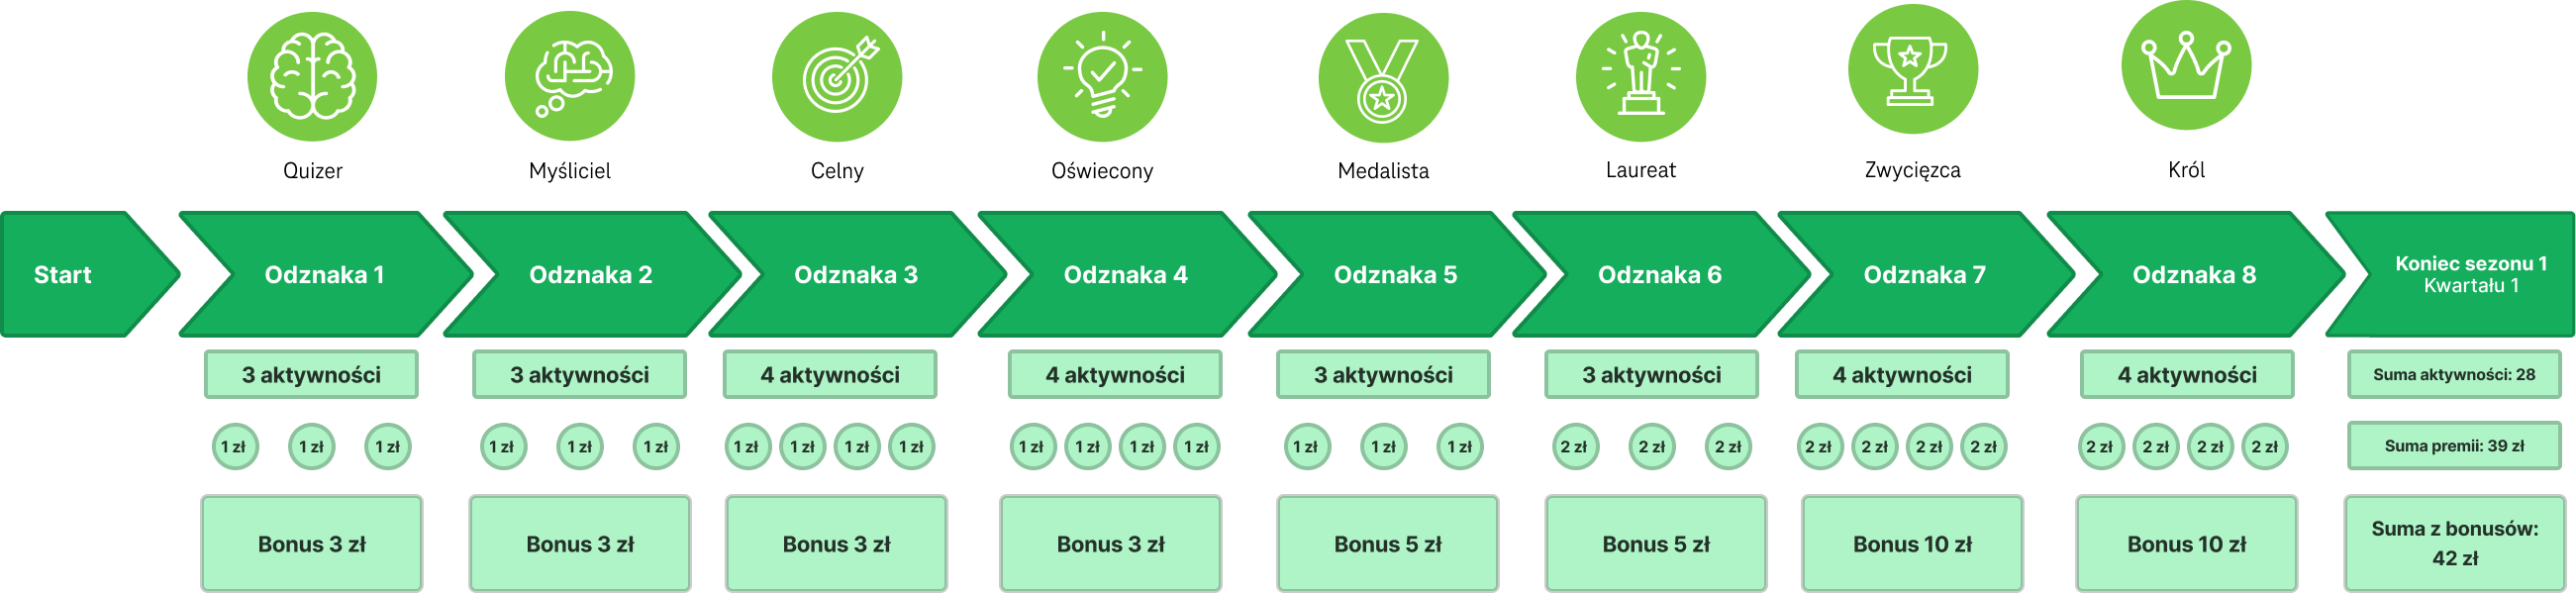 Quizer
Myśliciel
Celny
Oświecony
Medalista
Laureat
Zwycięzca
Król
Start
Odznaka 1
Odznaka 2
Odznaka 3
Odznaka 4
Odznaka 5
Odznaka 6
Odznaka 7
Odznaka 8
Koniec sezonu 1
Kwartału 1
3 aktywności
3 aktywności
4 aktywności
4 aktywności
3 aktywności
3 aktywności
4 aktywności
4 aktywności
Suma aktywności: 28
1 zł 1 zł 1 zł
1 zł 1 zł 1 zł
1 zł 1 zł 1 zł 1 zł
1 zł 1 zł 1 zł 1 zł
1 zł 1 zł 1 zł
2 zł 2 zł 2 zł
2 zł 2 zł 2 zł 2 zł
2 zł 2 zł 2 zł 2 zł
Suma premii: 39 zł
Bonus 3 zł
Bonus 3 zł
Bonus 3 zł
Bonus 3 zł
Bonus 5 zł
Bonus 5 zł
Bonus 10 zł
Bonus 10 zł
Suma z bonusów:
42 zł